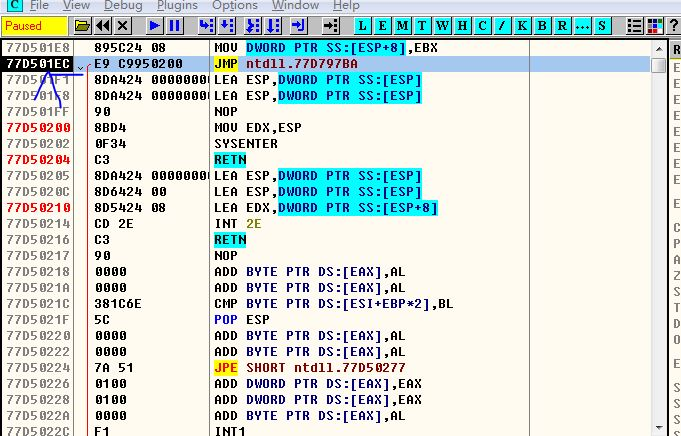 C File View Debug Plugins Options Window Help
Paused L E M T W H C / K B R ... S
77D501E8 895C24 08 MOV DWORD PTR SS:[ESP+8],EBX
77D501EC E9 C9950200 JMP ntdll.77D797BA
77D501F1 8DA424 0000000 LEA ESP,DWORD PTR SS:[ESP]
77D501F8 8DA424 0000000 LEA ESP,DWORD PTR SS:[ESP]
77D501FF 90 NOP
77D50200 8BD4 MOV EDX,ESP
77D50202 0F34 SYSENTER
77D50204 C3 RETN
77D50205 8DA424 0000000 LEA ESP,DWORD PTR SS:[ESP]
77D5020C 8D6424 00 LEA ESP,DWORD PTR SS:[ESP]
77D50210 8D5424 08 LEA EDX,DWORD PTR SS:[ESP+8]
77D50214 CD 2E INT 2E
77D50216 C3 RETN
77D50217 90 NOP
77D50218 0000 ADD BYTE PTR DS:[EAX],AL
77D5021A 0000 ADD BYTE PTR DS:[EAX],AL
77D5021C 381C6E CMP BYTE PTR DS:[ESI+EBP*2],BL
77D5021F 5C POP ESP
77D50220 0000 ADD BYTE PTR DS:[EAX],AL
77D50222 0000 ADD BYTE PTR DS:[EAX],AL
77D50224 7A 51 JPE SHORT ntdll.77D50277
77D50226 0100 ADD DWORD PTR DS:[EAX],EAX
77D50228 0100 ADD DWORD PTR DS:[EAX],EAX
77D5022A 0000 ADD BYTE PTR DS:[EAX],AL
77D5022C F1 INT1